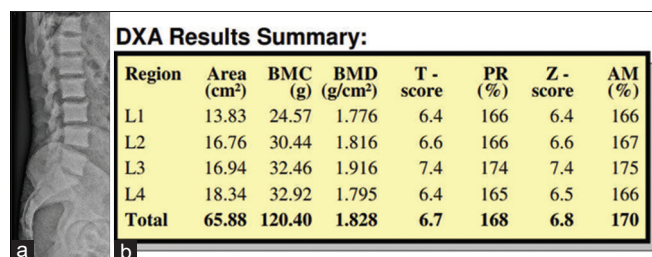 DXA Results Summary:
Region Area BMC BMD T - PR Z - AM
(cm²) (g) (g/cm²) score (%) score (%)
L1 13.83 24.57 1.776 6.4 166 6.4 166
L2 16.76 30.44 1.816 6.6 166 6.6 167
L3 16.94 32.46 1.916 7.4 174 7.4 175
L4 18.34 32.92 1.795 6.4 165 6.5 166
Total 65.88 120.40 1.828 6.7 168 6.8 170
a b